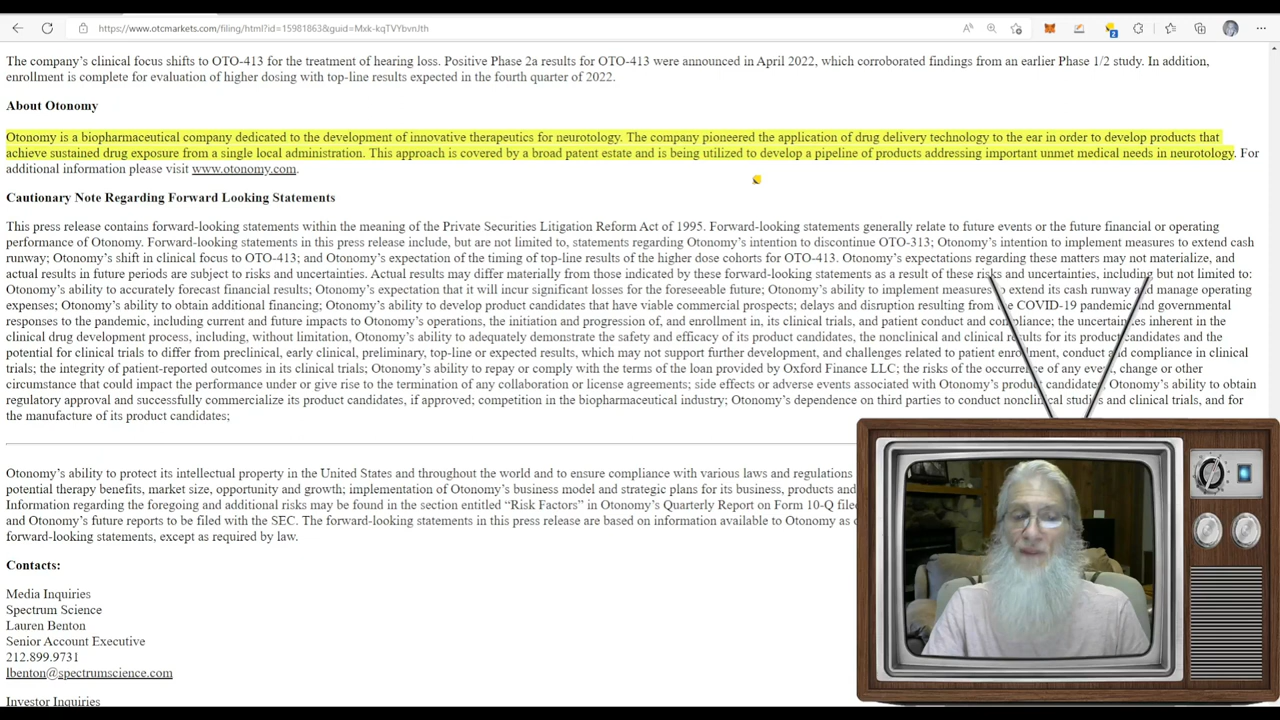 https://www.otcmarkets.com/filing/html?id=15981863&guid=Mxk-kqTVYbvnJth
The company's clinical focus shifts to OTO-413 for the treatment of hearing loss. Positive Phase 2a results for OTO-413 were announced in April 2022, which corroborated findings from an earlier Phase 1/2 study. In addition,
enrollment is complete for evaluation of higher dosing with top-line results expected in the fourth quarter of 2022.
About Otonomy
Otonomy is a biopharmaceutical company dedicated to the development of innovative therapeutics for neurotology. The company pioneered the application of drug delivery technology to the ear in order to develop products that
achieve sustained drug exposure from a single local administration. This approach is covered by a broad patent estate and is being utilized to develop a pipeline of products addressing important unmet medical needs in neurotology. For
additional information please visit www.otonomy.com.
Cautionary Note Regarding Forward Looking Statements
This press release contains forward-looking statements within the meaning of the Private Securities Litigation Reform Act of 1995. Forward-looking statements generally relate to future events or the future financial or operating
performance of Otonomy. Forward-looking statements in this press release include, but are not limited to, statements regarding Otonomy's intention to discontinue OTO-313; Otonomy's intention to implement measures to extend cash
runway; Otonomy's shift in clinical focus to OTO-413; and Otonomy's expectation of the timing of top-line results of the higher dose cohorts for OTO-413. Otonomy's expectations regarding these matters may not materialize, and
actual results in future periods are subject to risks and uncertainties. Actual results may differ materially from those indicated by these forward-looking statements as a result of these risks and uncertainties, including but not limited to:
Otonomy's ability to accurately forecast financial results; Otonomy's expectation that it will incur significant losses for the foreseeable future; Otonomy's ability to implement measures to extend its cash runway and manage operating
expenses; Otonomy's ability to obtain additional financing; Otonomy's ability to develop product candidates that have viable commercial prospects; delays and disruption resulting from the COVID-19 pandemic and governmental
responses to the pandemic, including current and future impacts to Otonomy's operations, the initiation and progression of, and enrollment in, its clinical trials, and patient conduct and compliance; the uncertainties inherent in the
clinical drug development process, including, without limitation, Otonomy's ability to adequately demonstrate the safety and efficacy of its product candidates, the nonclinical and clinical results for its product candidates and the
potential for clinical trials to differ from preclinical, early clinical, preliminary, top-line or expected results, which may not support further development, and challenges related to patient enrollment, conduct and compliance in clinical
trials; the integrity of patient-reported outcomes in its clinical trials; Otonomy's ability to repay or comply with the terms of the loan provided by Oxford Finance LLC; the risks of the occurrence of any event, change or other
circumstance that could impact the performance under or give rise to the termination of any collaboration or license agreements; side effects or adverse events associated with Otonomy's product candidates; Otonomy's ability to obtain
regulatory approval and successfully commercialize its product candidates, if approved; competition in the biopharmaceutical industry; Otonomy's dependence on third parties to conduct nonclinical studies and clinical trials, and for
the manufacture of its product candidates;
Otonomy's ability to protect its intellectual property in the United States and throughout the world and to ensure compliance with various laws and regulations
potential therapy benefits, market size, opportunity and growth; implementation of Otonomy's business model and strategic plans for its business, products and
Information regarding the foregoing and additional risks may be found in the section entitled "Risk Factors" in Otonomy's Quarterly Report on Form 10-Q filed
and Otonomy's future reports to be filed with the SEC. The forward-looking statements in this press release are based on information available to Otonomy as
forward-looking statements, except as required by law.
Contacts:
Media Inquiries
Spectrum Science
Lauren Benton
Senior Account Executive
212.899.9731
lbenton@spectrumscience.com
Investor Inquiries